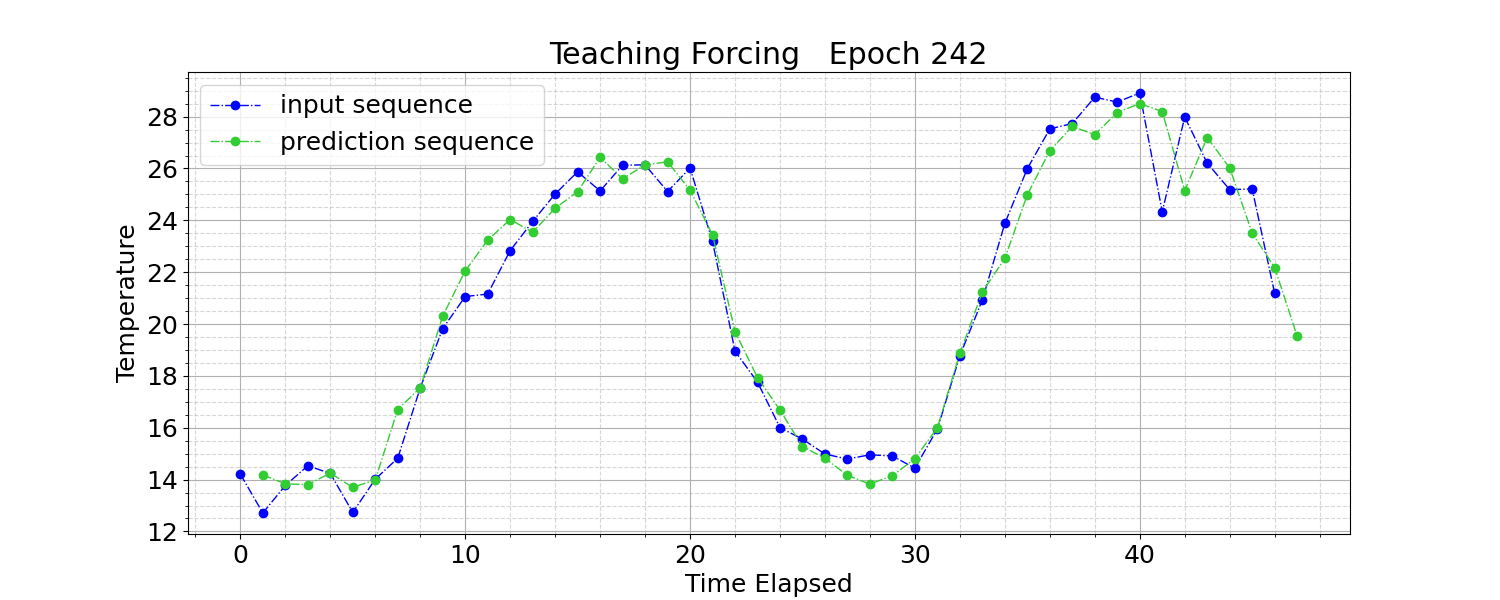 Teaching Forcing   Epoch 242
input sequence
prediction sequence
28
26
24
22
20
18
16
14
12
Temperature
0 10 20 30 40
Time Elapsed